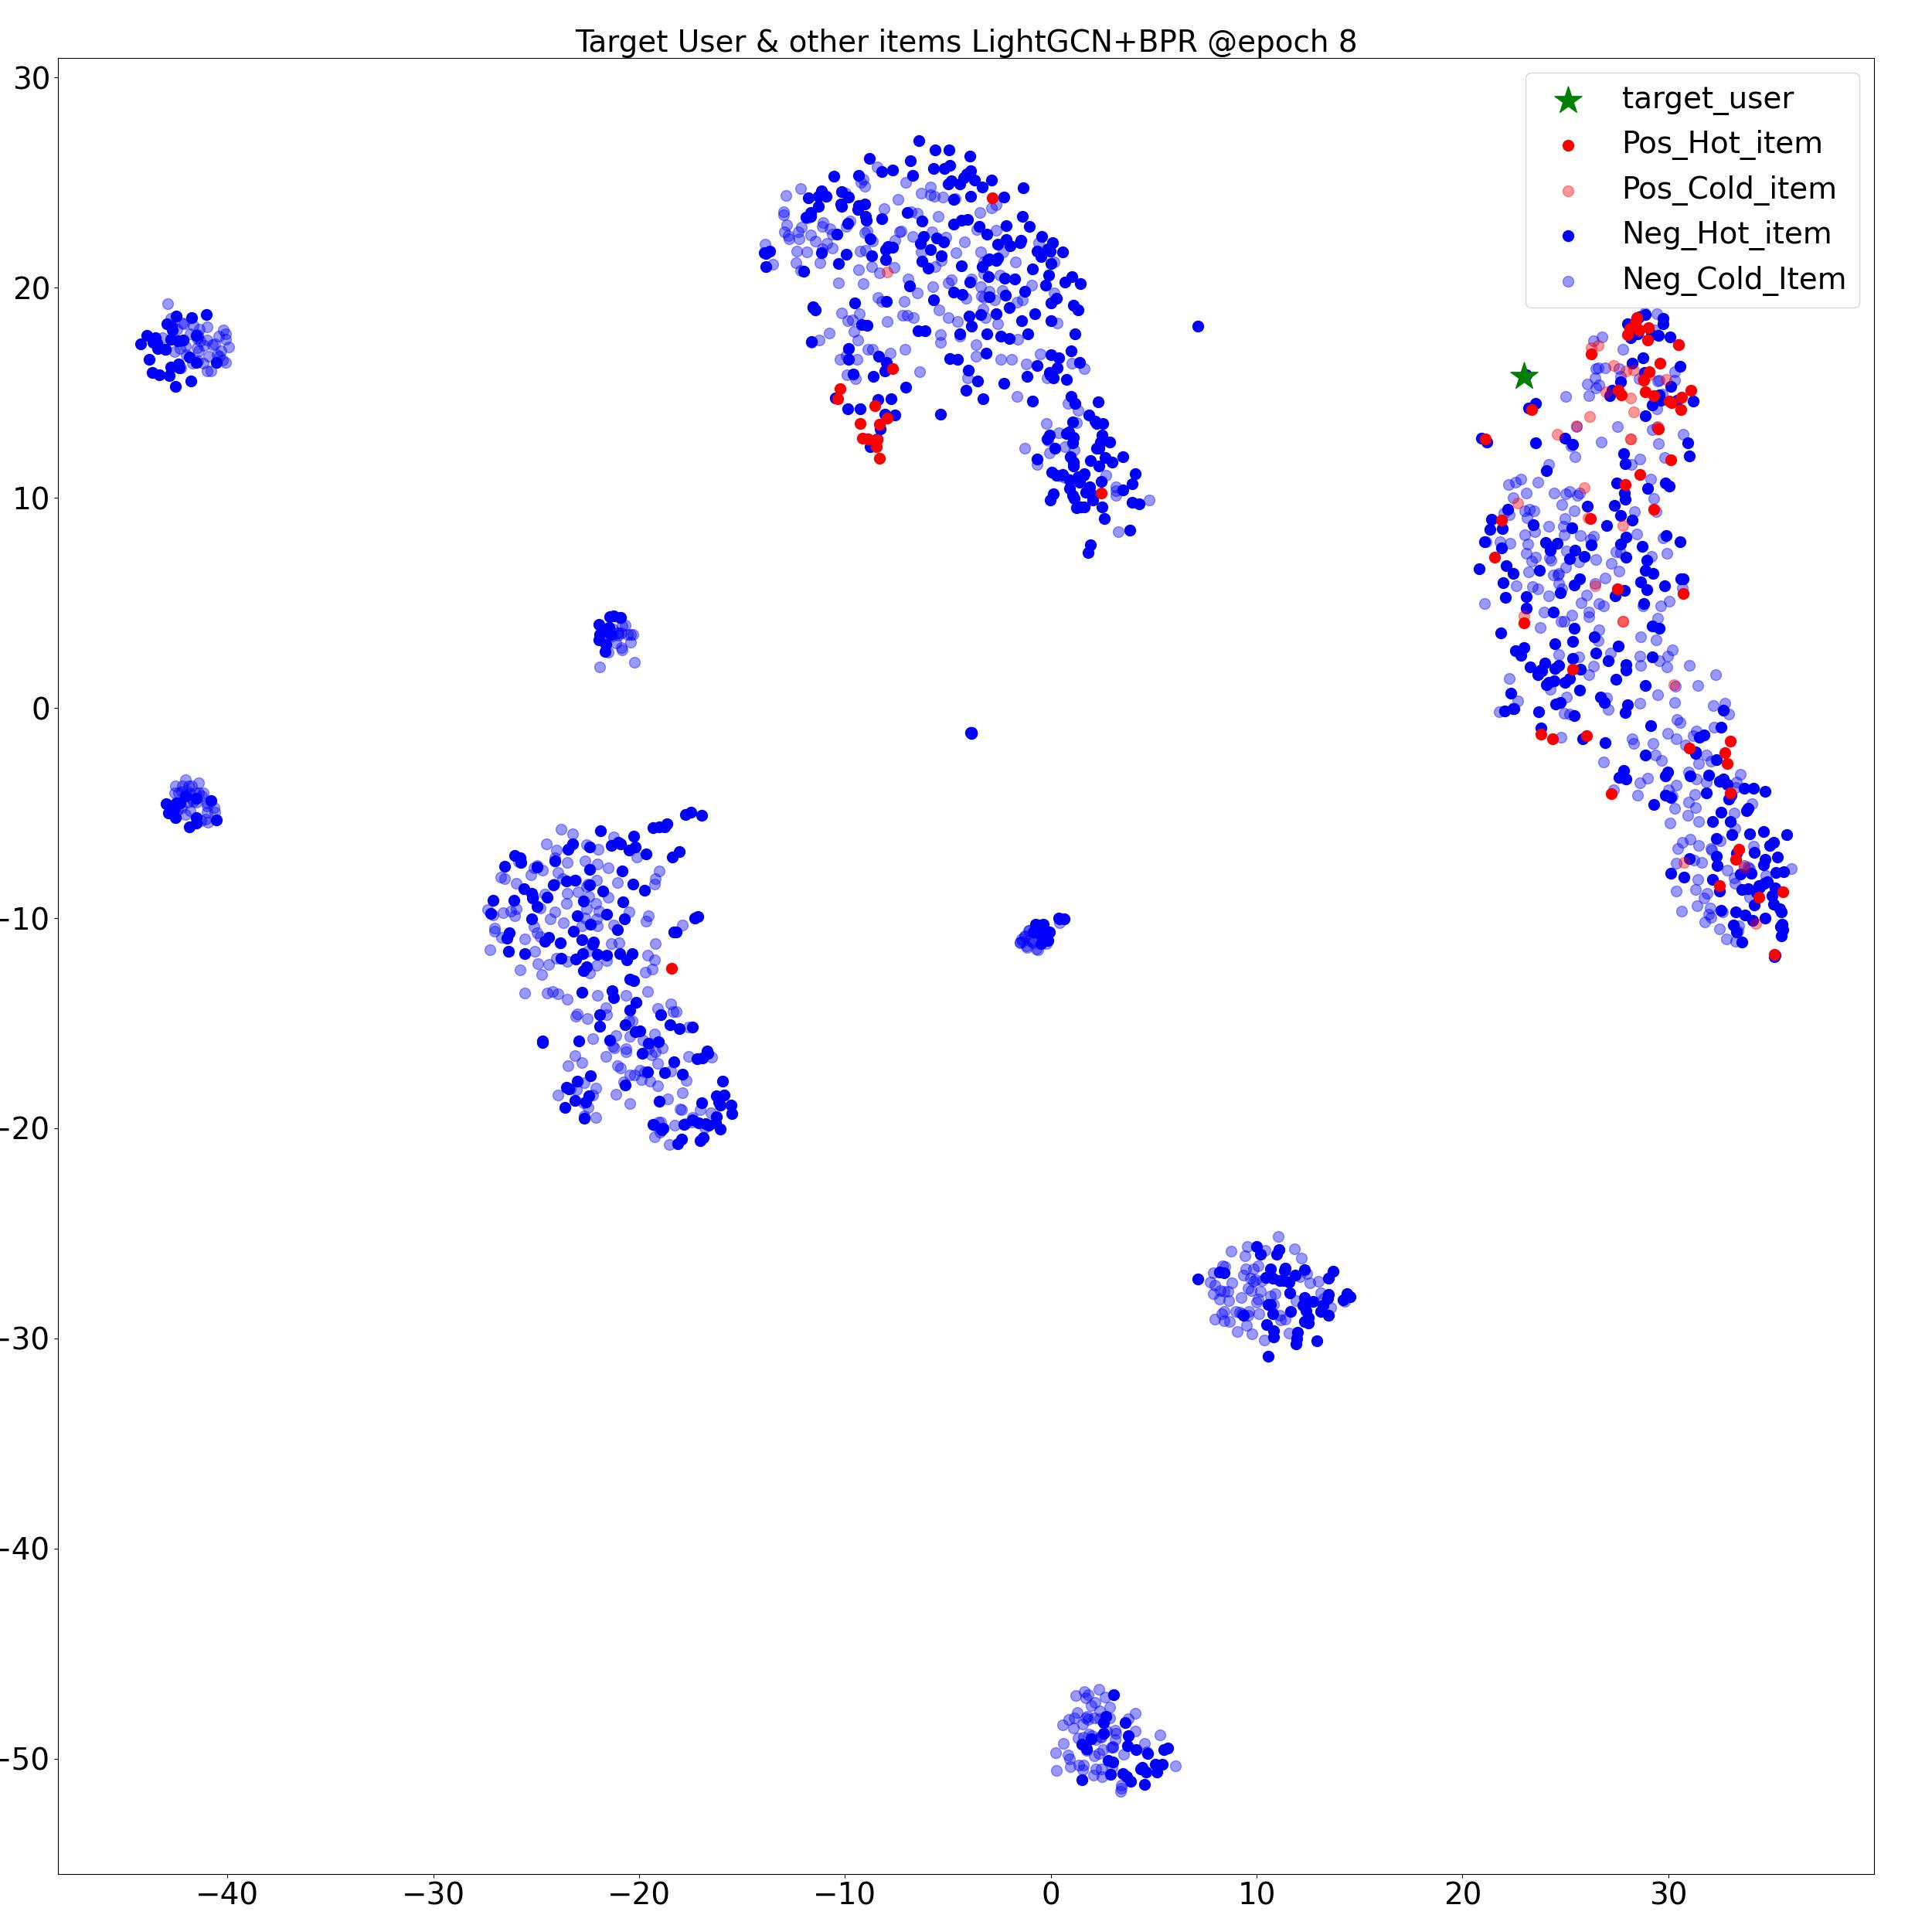 Target User & other items LightGCN+BPR @epoch 8
target_user
Pos_Hot_item
Pos_Cold_item
Neg_Hot_item
Neg_Cold_Item
30
20
10
0
−10
−20
−30
−40
−50
−40 −30 −20 −10 0 10 20 30